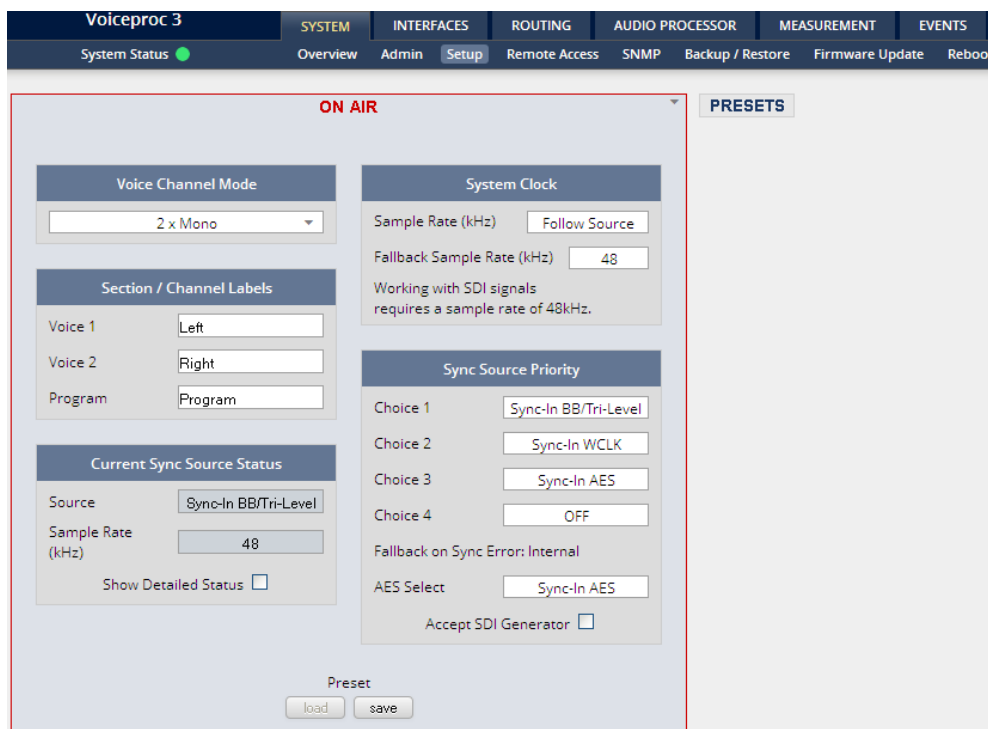 Voiceproc 3
SYSTEM INTERFACES ROUTING AUDIO PROCESSOR MEASUREMENT EVENTS
System Status Overview Admin Setup Remote Access SNMP Backup / Restore Firmware Update Reboo
ON AIR
PRESETS
Voice Channel Mode
2 x Mono
Section / Channel Labels
Voice 1 Left
Voice 2 Right
Program Program
Current Sync Source Status
Source Sync-In BB/Tri-Level
Sample Rate
(kHz) 48
Show Detailed Status
System Clock
Sample Rate (kHz) Follow Source
Fallback Sample Rate (kHz) 48
Working with SDI signals
requires a sample rate of 48kHz.
Sync Source Priority
Choice 1 Sync-In BB/Tri-Level
Choice 2 Sync-In WCLK
Choice 3 Sync-In AES
Choice 4 OFF
Fallback on Sync Error: Internal
AES Select Sync-In AES
Accept SDI Generator
Preset
load save